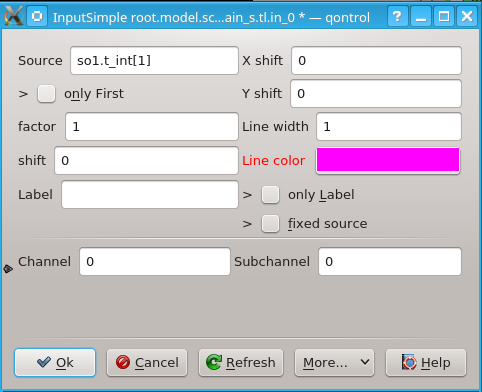 InputSimple root.model.sc...ain_s.tl.in_0 * — qontrol
Source so1.t_int[1] X shift 0
> only First Y shift 0
factor 1 Line width 1
shift 0 Line color
Label > only Label
> fixed source
Channel 0 Subchannel 0
Ok Cancel Refresh More... Help